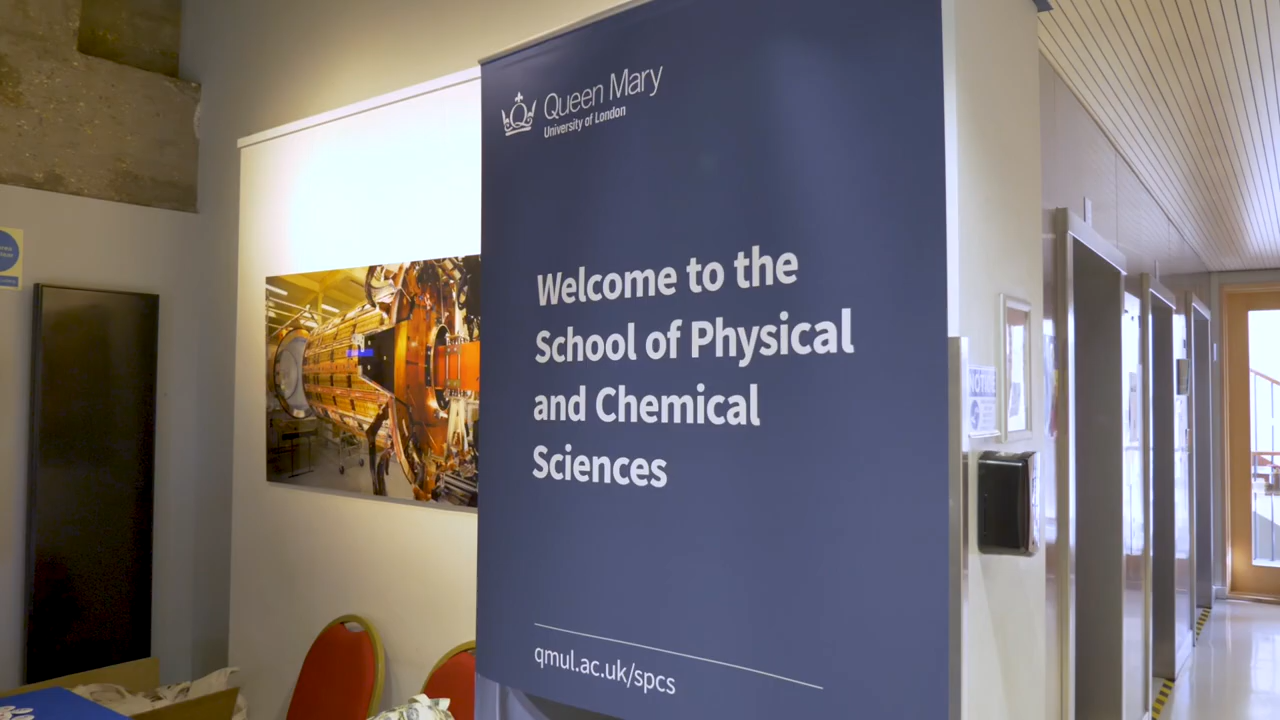 Queen Mary
University of London
Welcome to the
School of Physical
and Chemical
Sciences
qmul.ac.uk/spcs